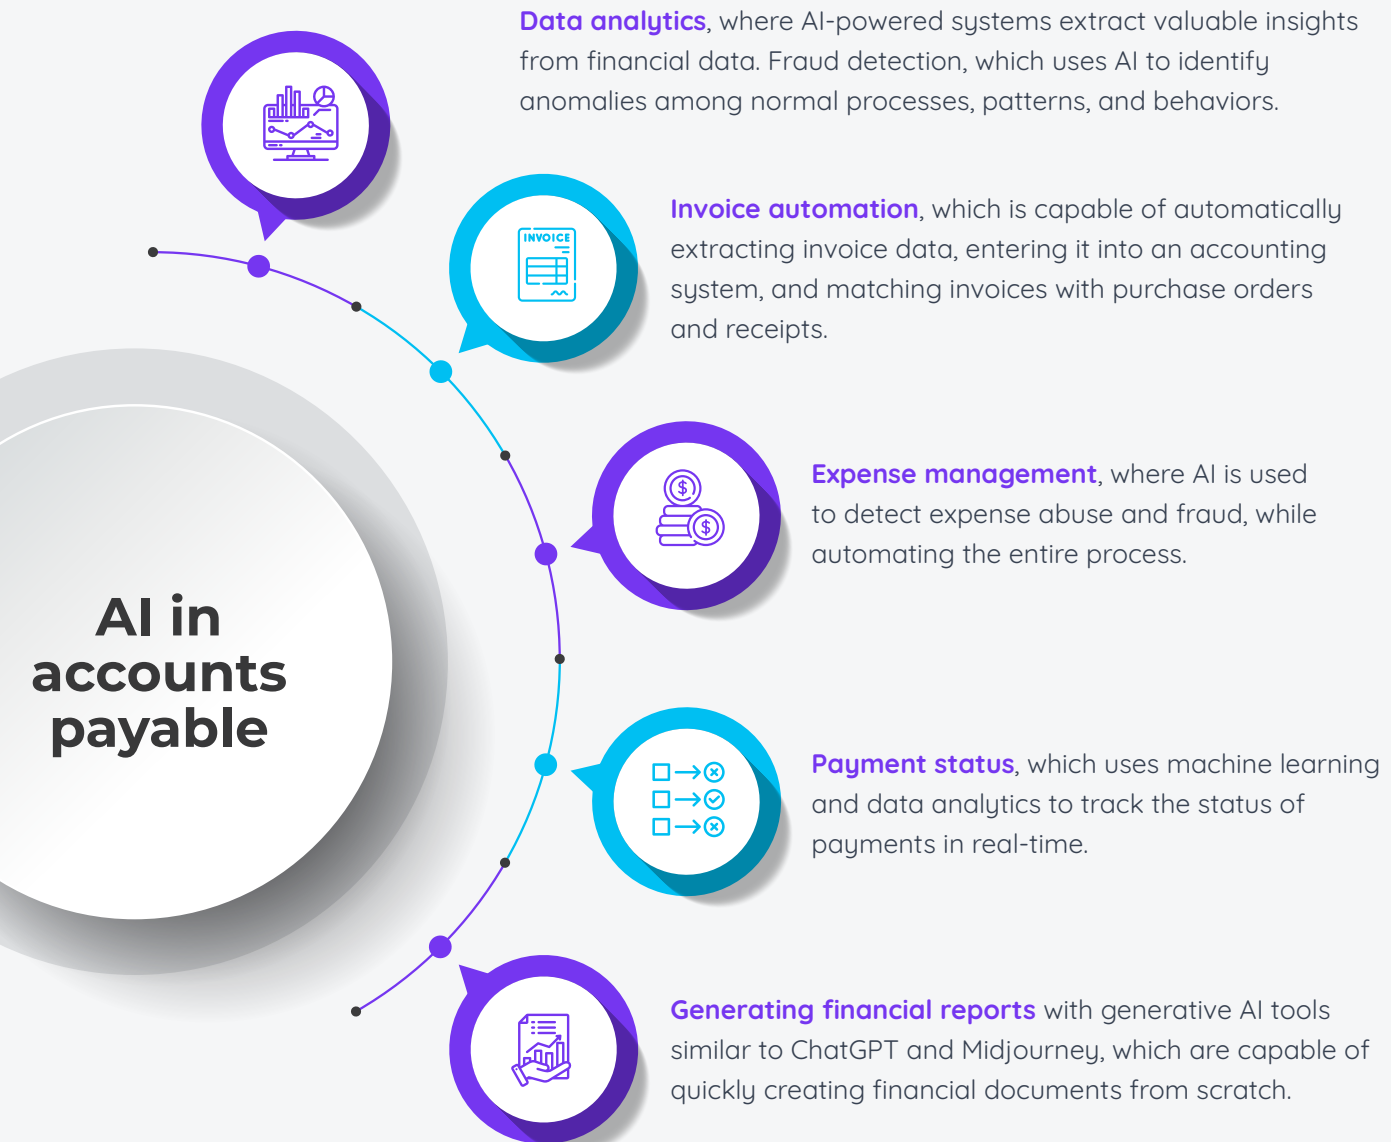 Data analytics, where AI-powered systems extract valuable insights
from financial data. Fraud detection, which uses AI to identify
anomalies among normal processes, patterns, and behaviors.
INVOICE
Invoice automation, which is capable of automatically
extracting invoice data, entering it into an accounting
system, and matching invoices with purchase orders
and receipts.
$
$
Expense management, where AI is used
to detect expense abuse and fraud, while
automating the entire process.
AI in
accounts
payable
Payment status, which uses machine learning
and data analytics to track the status of
payments in real-time.
Generating financial reports with generative AI tools
similar to ChatGPT and Midjourney, which are capable of
quickly creating financial documents from scratch.